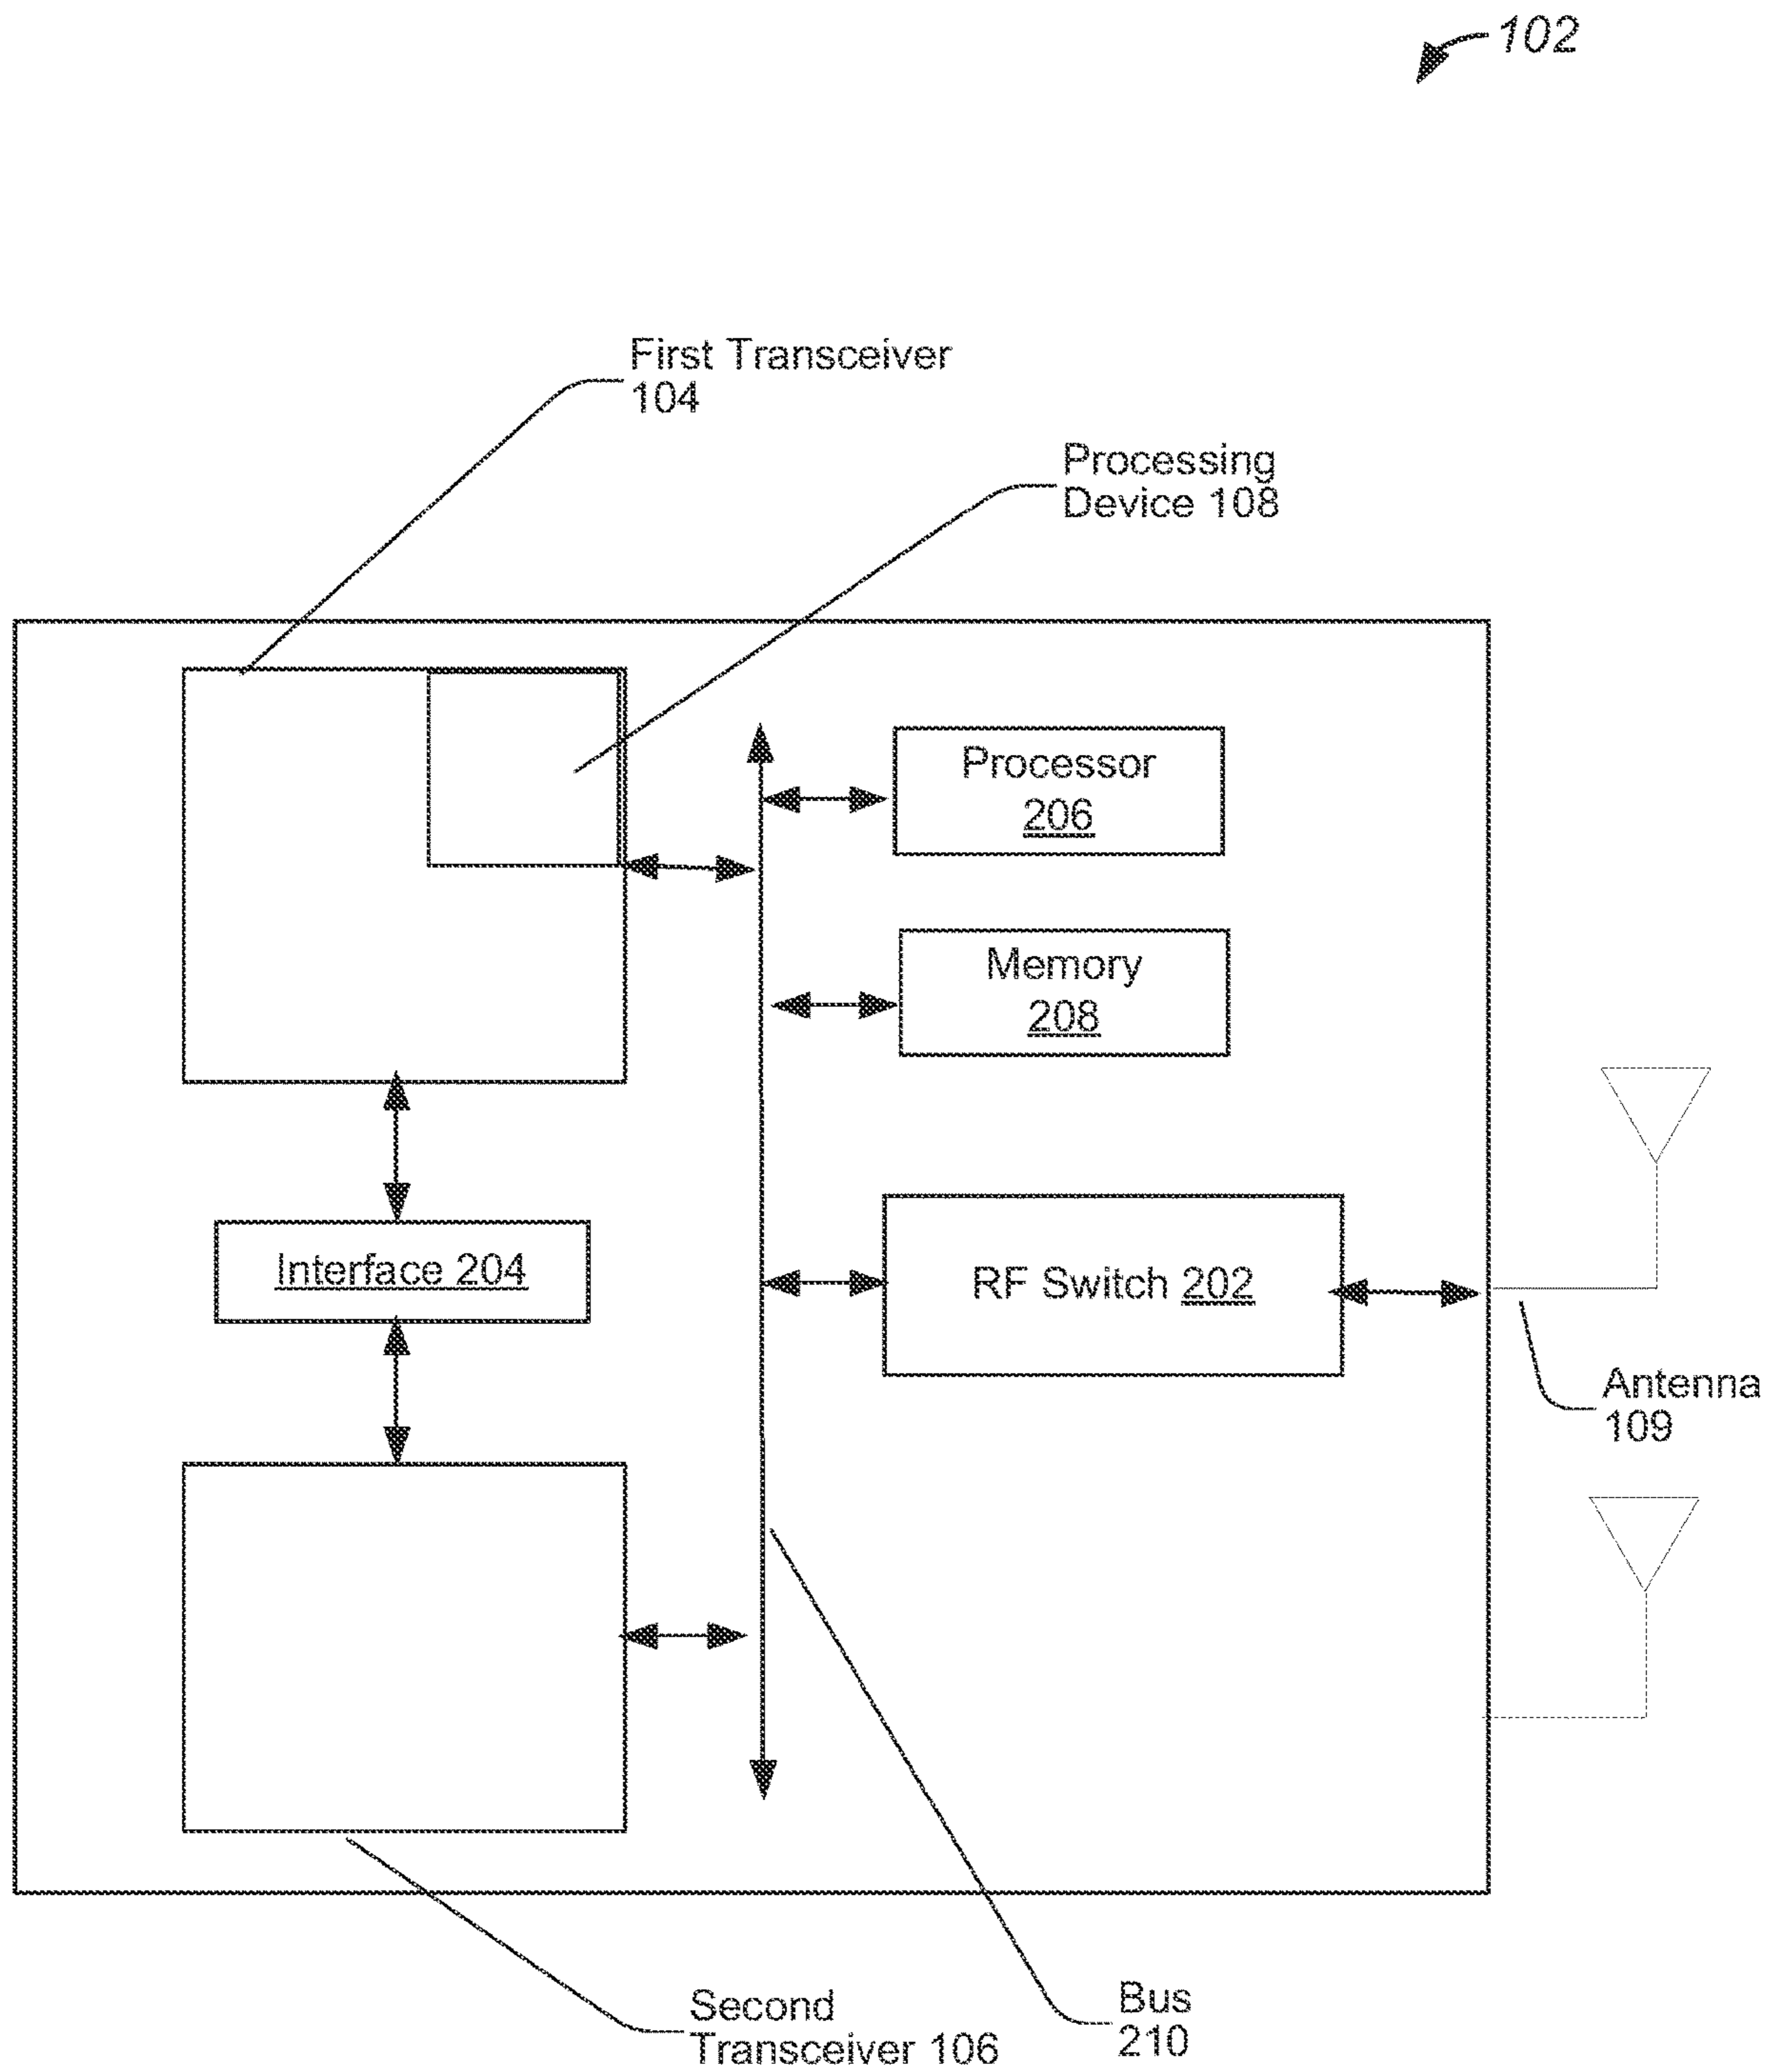 102
First Transceiver
104
Processing
Device 108
Processor
206
Memory
208
Interface 204
RF Switch 202
Antenna
109
Second
Transceiver 106
Bus
210